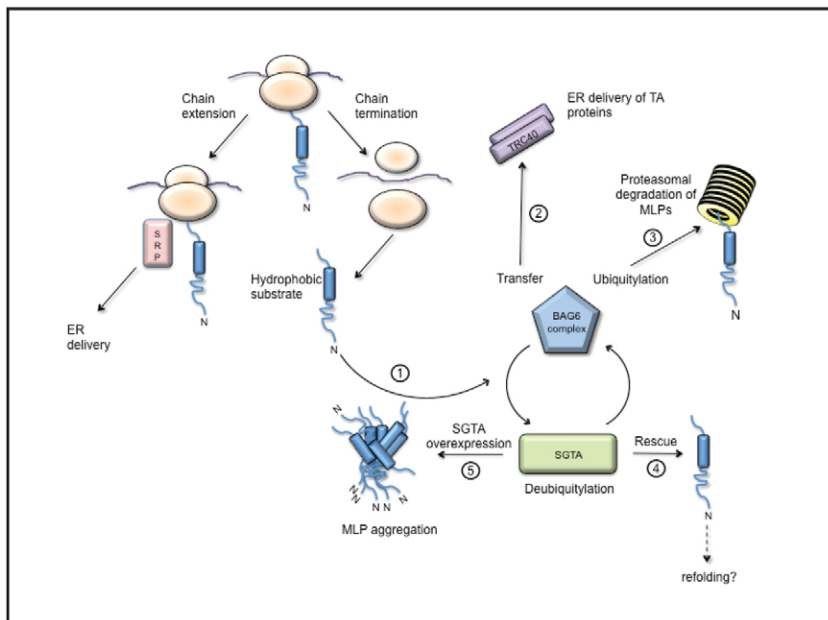 Chain
extension
Chain
termination
N
S
R
P
N
ER
delivery
Hydrophobic
substrate
N
1
ER delivery of TA
proteins
TRC40
2
Transfer
Proteasomal
degradation of
MLPs
3
Ubiquitylation
N
BAG6
complex
SGTA
Deubiquitylation
SGTA
overexpression
5
N
N
N
N N
N
MLP aggregation
Rescue
4
N
refolding?